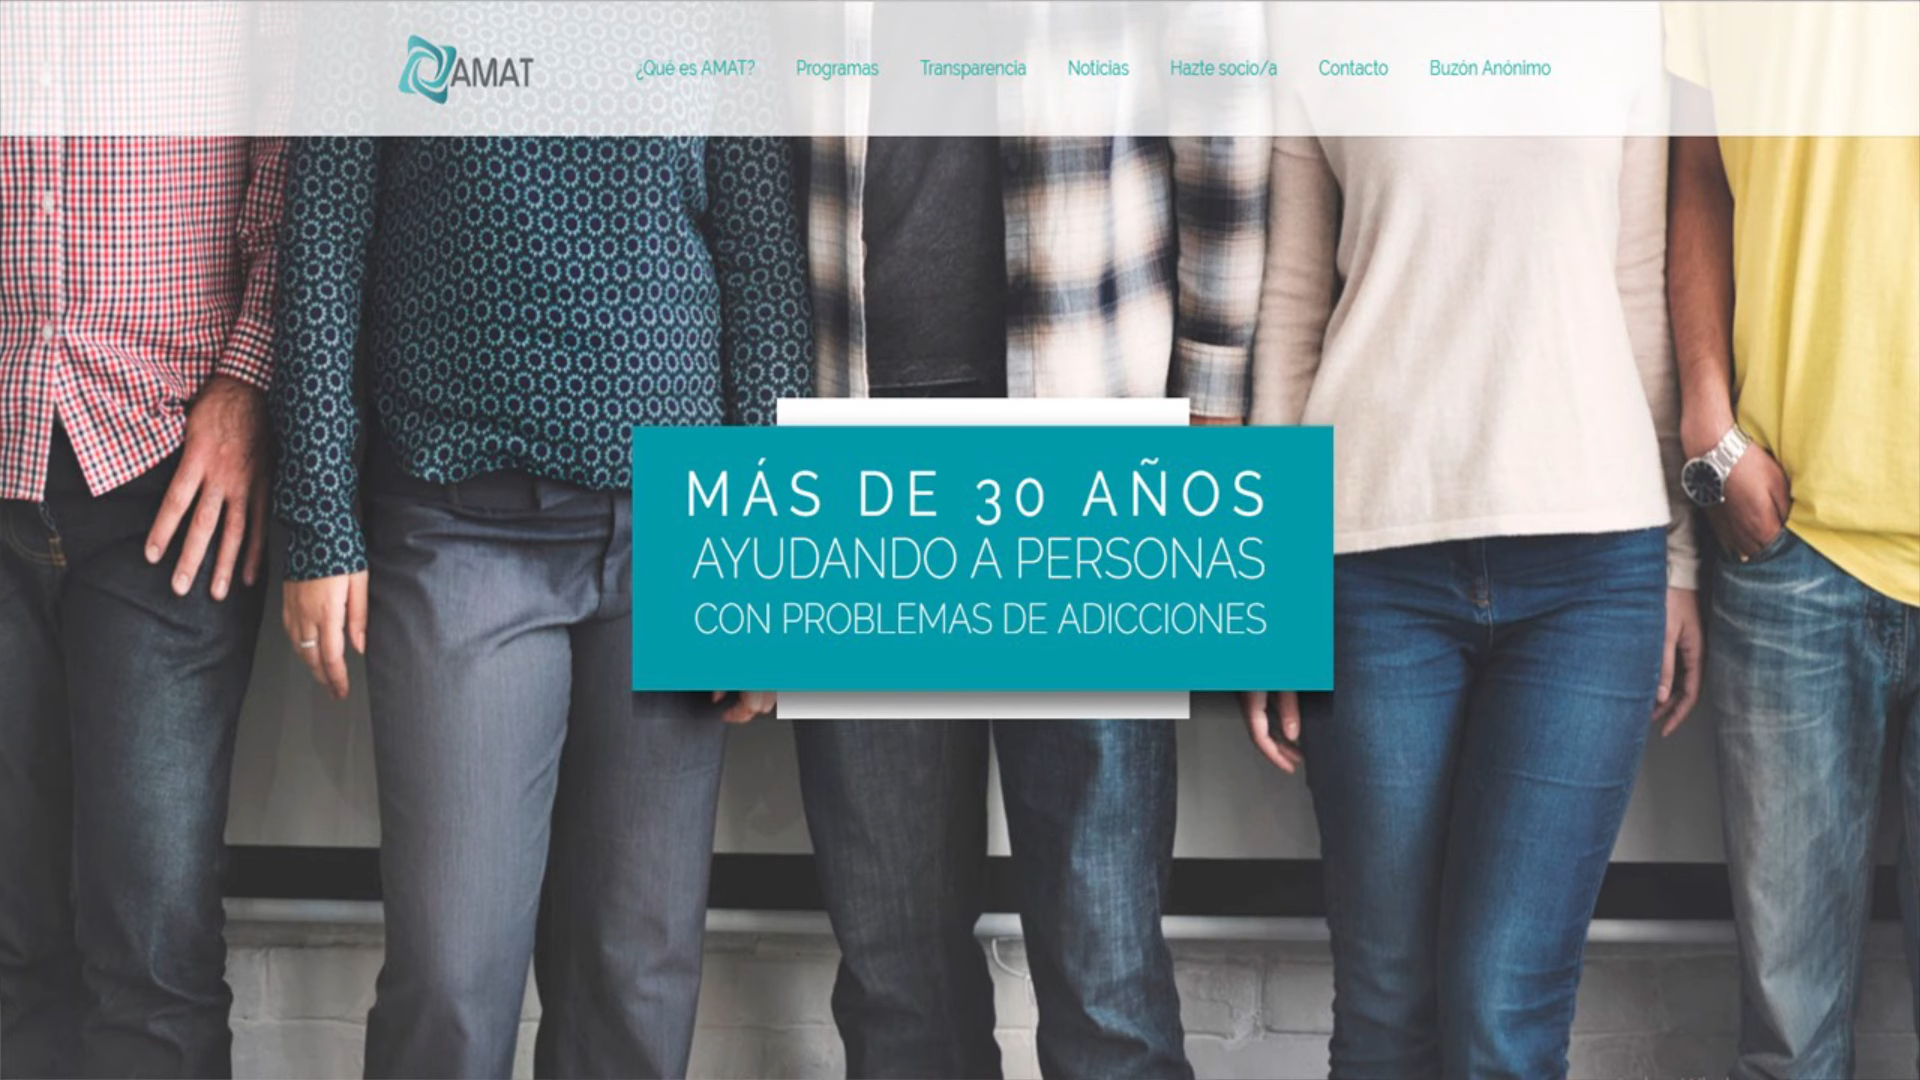 AMAT
¿Qué es AMAT? Programas Transparencia Noticias Hazte socio/a Contacto Buzón Anónimo
MÁS DE 30 AÑOS
AYUDANDO A PERSONAS
CON PROBLEMAS DE ADICCIONES